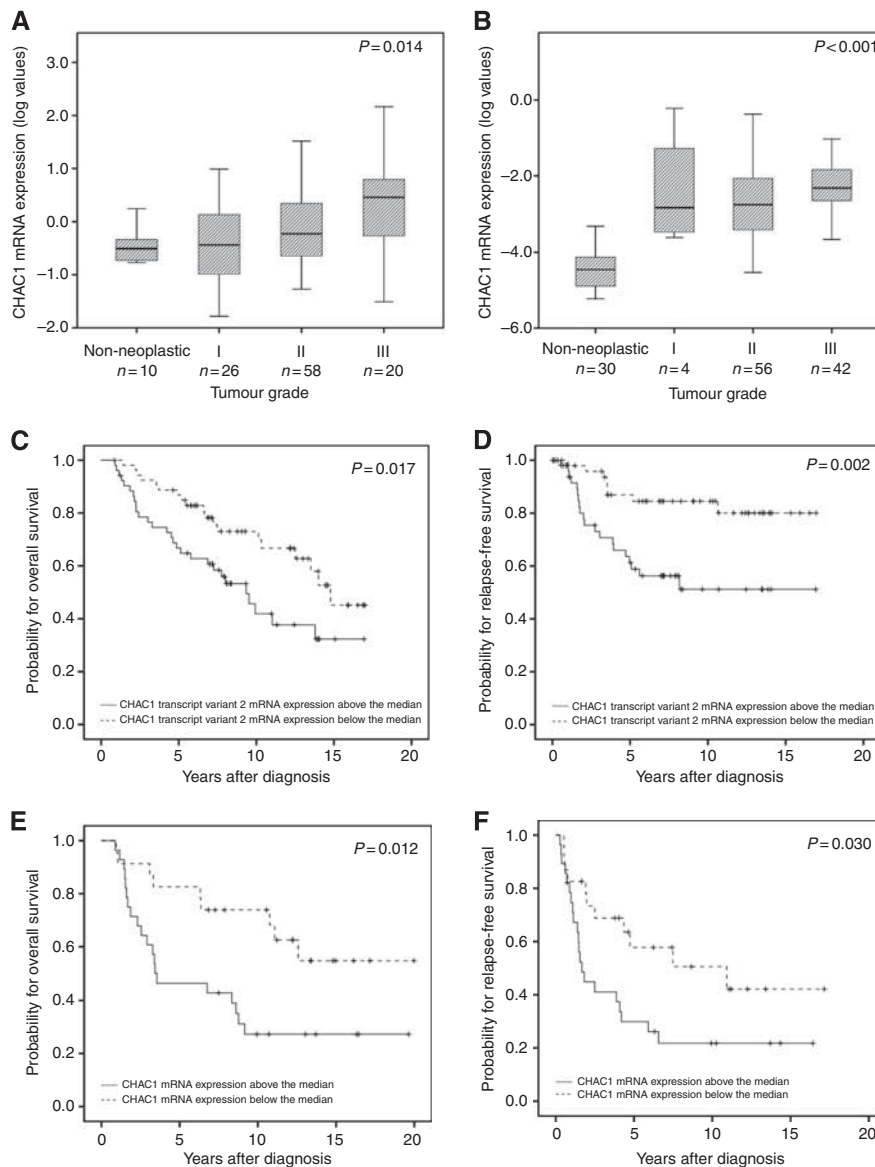 A
P=0.014
CHAC1 mRNA expression (log values)
3.0
2.0
1.0
0.0
–1.0
–2.0
Non-neoplastic I II III
n=10 n=26 n=58 n=20
Tumour grade
B
P<0.001
CHAC1 mRNA expression (log values)
0.0
–2.0
–4.0
–6.0
Non-neoplastic I II III
n=30 n=4 n=56 n=42
Tumour grade
C
P=0.017
Probability for overall survival
1.0
0.8
0.6
0.4
0.2
0.0
CHAC1 transcript variant 2 mRNA expression above the median
CHAC1 transcript variant 2 mRNA expression below the median
0 5 10 15 20
Years after diagnosis
D
P=0.002
Probability for relapse-free survival
1.0
0.8
0.6
0.4
0.2
0.0
CHAC1 transcript variant 2 mRNA expression above the median
CHAC1 transcript variant 2 mRNA expression below the median
0 5 10 15 20
Years after diagnosis
E
P=0.012
Probability for overall survival
1.0
0.8
0.6
0.4
0.2
0.0
CHAC1 mRNA expression above the median
CHAC1 mRNA expression below the median
0 5 10 15 20
Years after diagnosis
F
P=0.030
Probability for relapse-free survival
1.0
0.8
0.6
0.4
0.2
0.0
CHAC1 mRNA expression above the median
CHAC1 mRNA expression below the median
0 5 10 15 20
Years after diagnosis